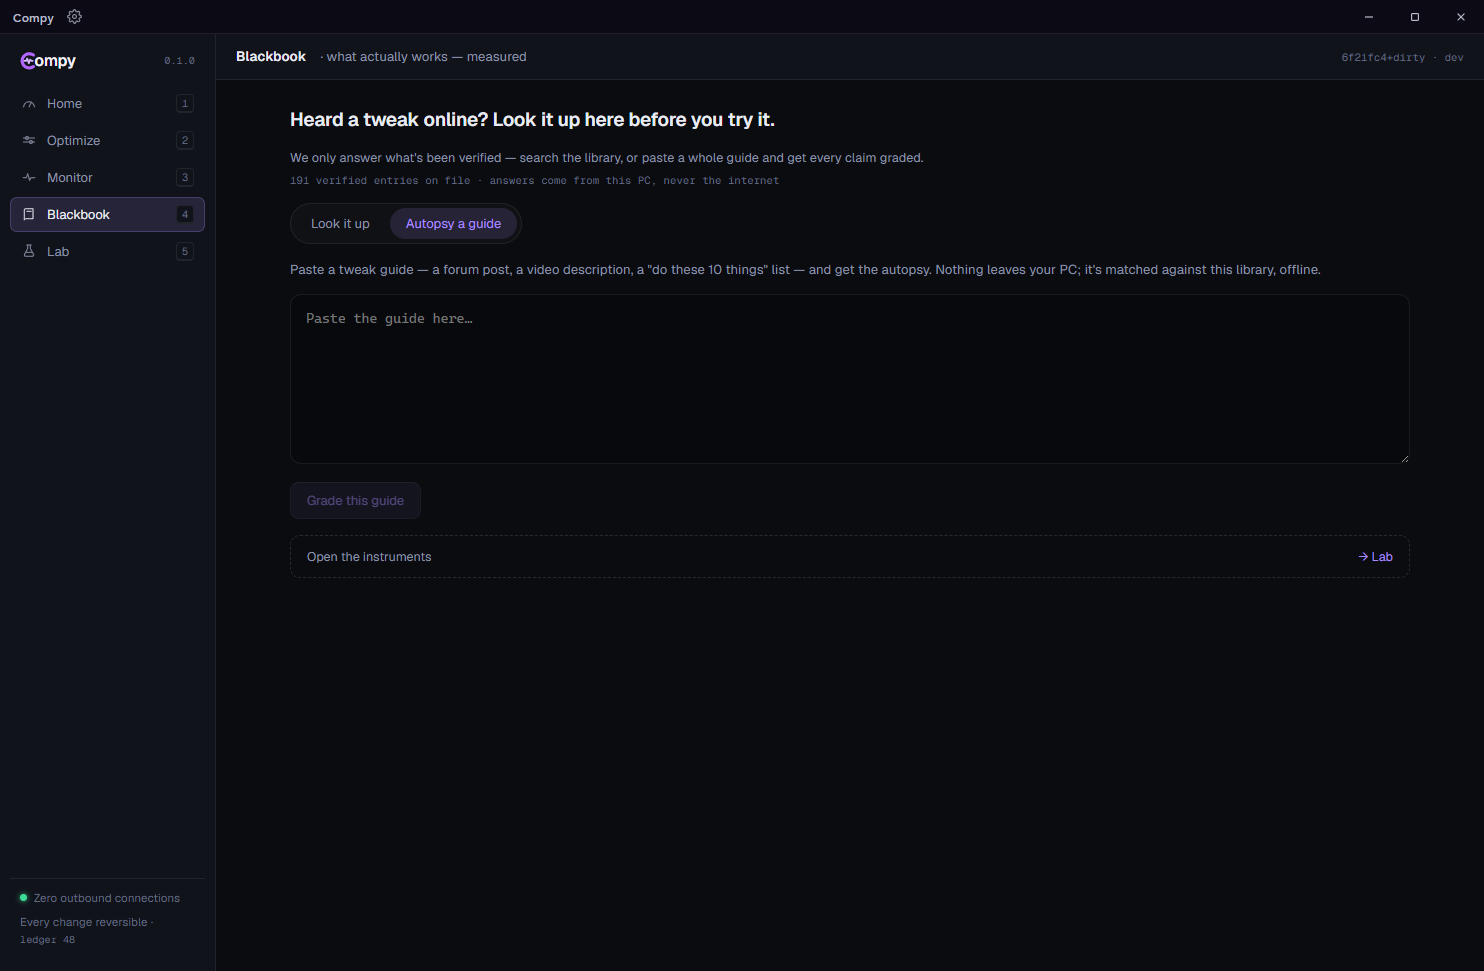 Compy
Compy 0.1.0
Home 1
Optimize 2
Monitor 3
Blackbook 4
Lab 5
Zero outbound connections
Every change reversible ·
ledger 48
Blackbook · what actually works — measured
6f21fc4+dirty · dev
Heard a tweak online? Look it up here before you try it.
We only answer what's been verified — search the library, or paste a whole guide and get every claim graded.
191 verified entries on file · answers come from this PC, never the internet
Look it up Autopsy a guide
Paste a tweak guide — a forum post, a video description, a "do these 10 things" list — and get the autopsy. Nothing leaves your PC; it's matched against this library, offline.
Paste the guide here…
Grade this guide
Open the instruments → Lab